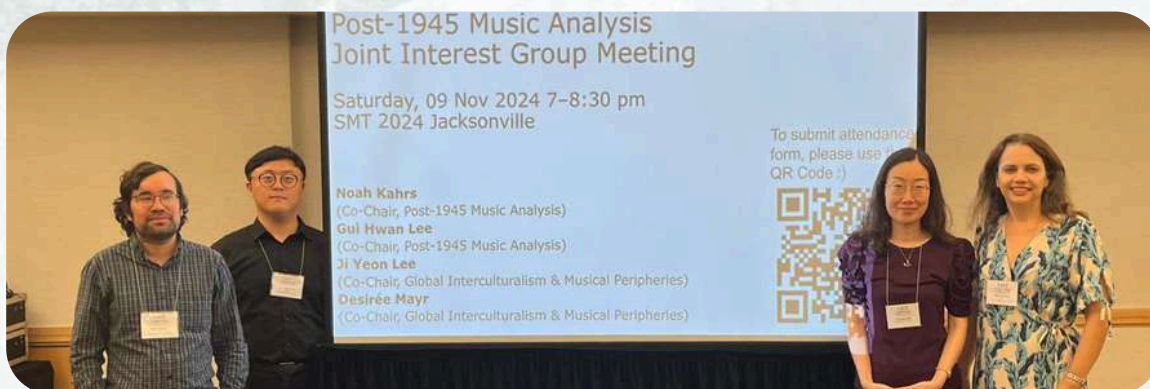 Post-1945 Music Analysis
Joint Interest Group Meeting
Saturday, 09 Nov 2024 7–8:30 pm
SMT 2024 Jacksonville
To submit attendance
form, please use
QR Code :)
Noah Kahrs
(Co-Chair, Post-1945 Music Analysis)
Gui Hwan Lee
(Co-Chair, Post-1945 Music Analysis)
Ji Yeon Lee
(Co-Chair, Global Interculturalism & Musical Peripheries)
Desirée Mayr
(Co-Chair, Global Interculturalism & Musical Peripheries)